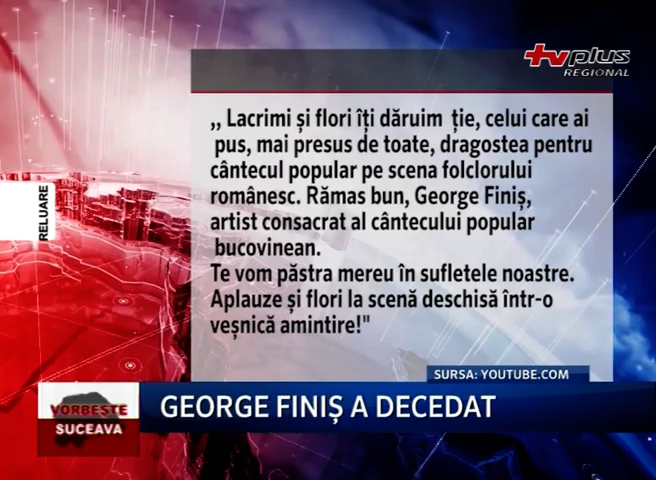 tvplus
REGIONAL
,, Lacrimi și flori îți dăruim ție, celui care ai
pus, mai presus de toate, dragostea pentru
cântecul popular pe scena folclorului
românesc. Rămas bun, George Finiș,
artist consacrat al cântecului popular
bucovinean.
Te vom păstra mereu în sufletele noastre.
Aplauze și flori la scenă deschisă într-o
veșnică amintire!"
RELUARE
SURSA: YOUTUBE.COM
VORBEȘTE
SUCEAVA
GEORGE FINIȘ A DECEDAT